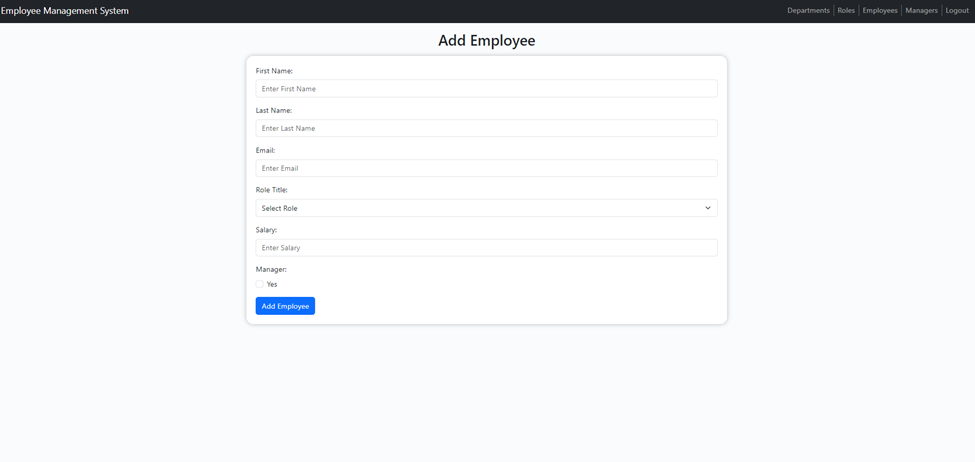 Employee Management System
Departments Roles Employees Managers Logout
Add Employee
First Name:
Enter First Name
Last Name:
Enter Last Name
Email:
Enter Email
Role Title:
Select Role
Salary:
Enter Salary
Manager:
Yes
Add Employee